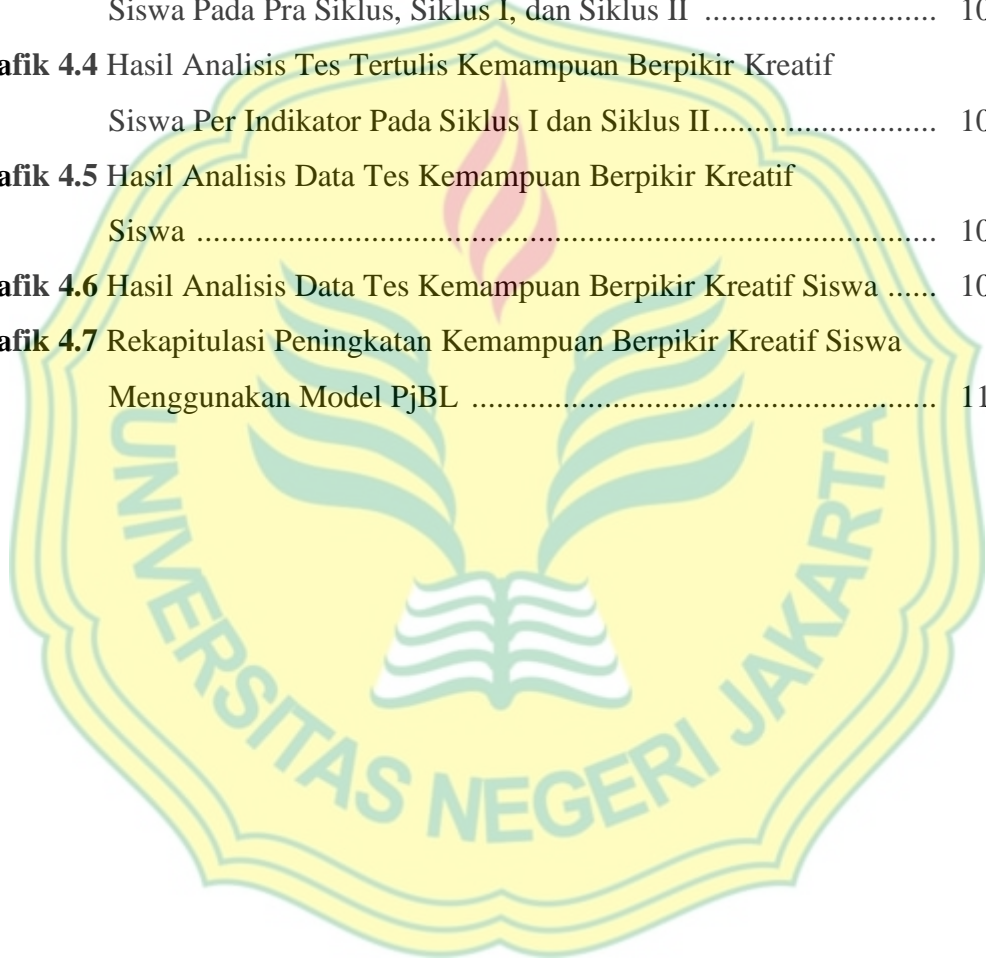 Siswa Pada Pra Siklus, Siklus I, dan Siklus II ............................. 10
afik 4.4 Hasil Analisis Tes Tertulis Kemampuan Berpikir Kreatif
Siswa Per Indikator Pada Siklus I dan Siklus II............................ 10
afik 4.5 Hasil Analisis Data Tes Kemampuan Berpikir Kreatif
Siswa ............................................................................................ 10
afik 4.6 Hasil Analisis Data Tes Kemampuan Berpikir Kreatif Siswa ...... 10
afik 4.7 Rekapitulasi Peningkatan Kemampuan Berpikir Kreatif Siswa
Menggunakan Model PjBL .......................................................... 11
UNIVERSITAS NEGERI JAKARTA